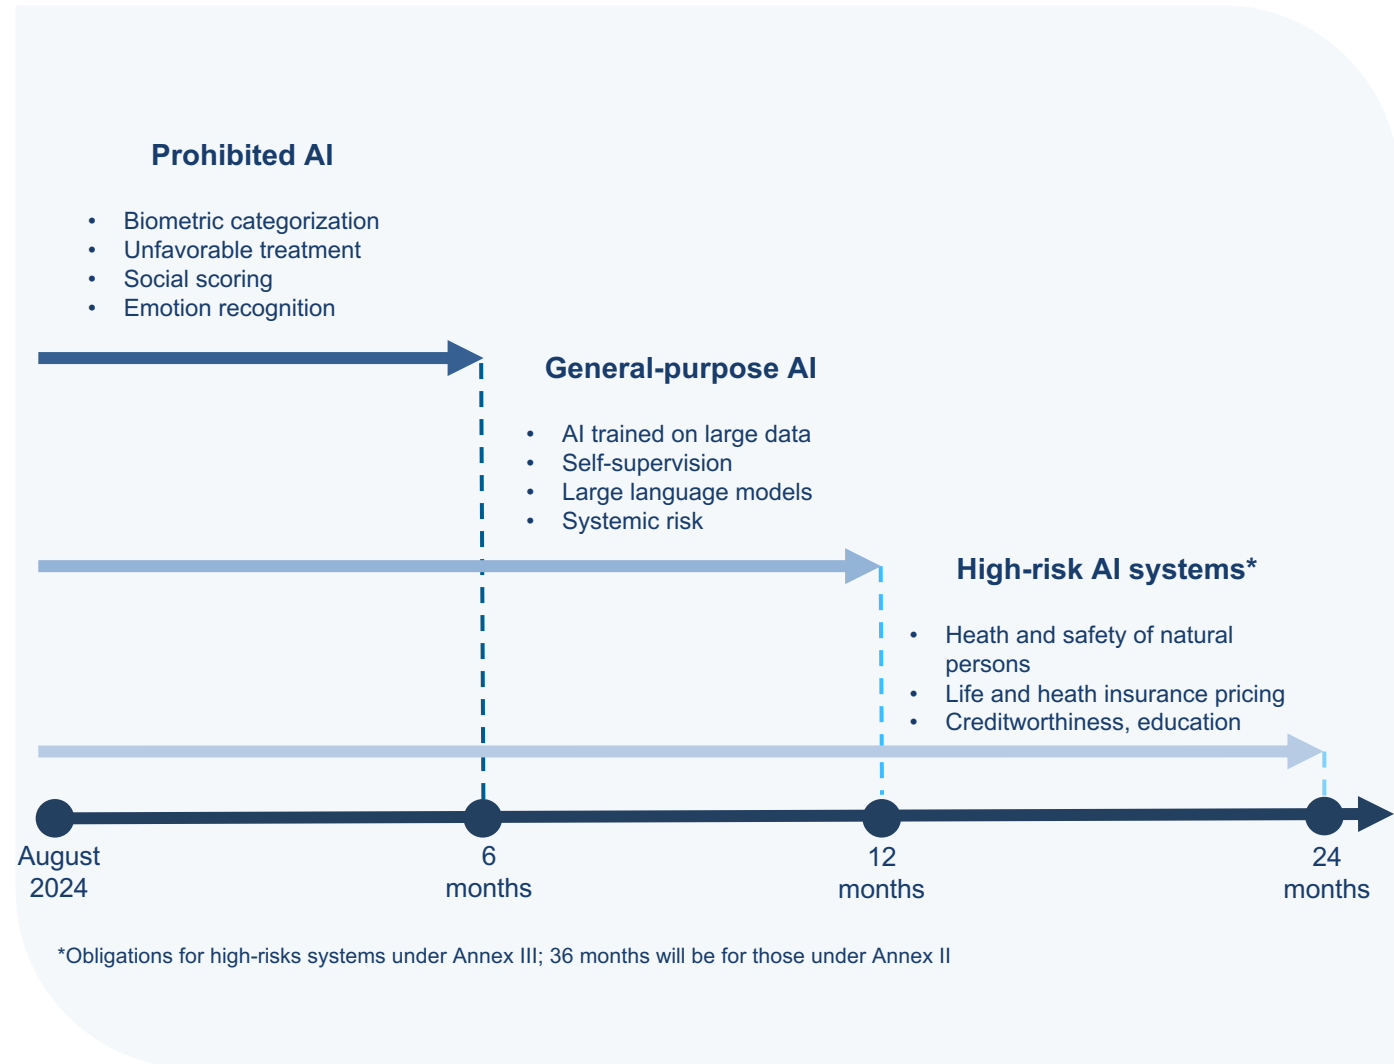 Prohibited AI
• Biometric categorization
• Unfavorable treatment
• Social scoring
• Emotion recognition
General-purpose AI
• AI trained on large data
• Self-supervision
• Large language models
• Systemic risk
High-risk AI systems*
• Heath and safety of natural
persons
• Life and heath insurance pricing
• Creditworthiness, education
August
2024
6
months
12
months
24
months
*Obligations for high-risks systems under Annex III; 36 months will be for those under Annex II